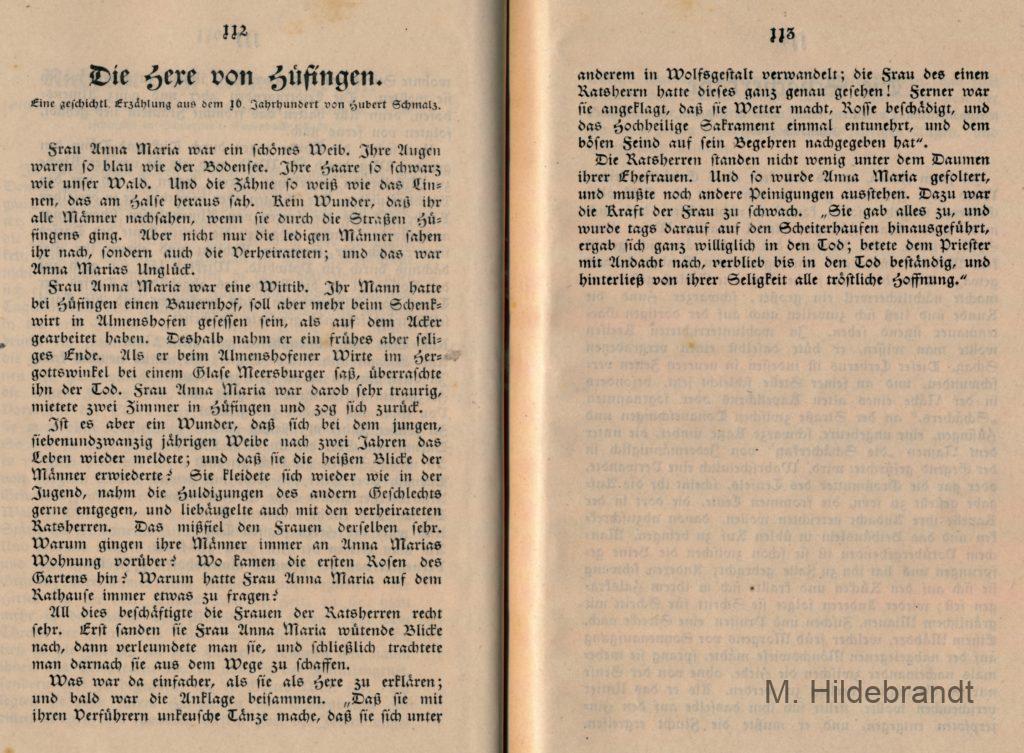 112
Die Hexe von Hüfingen.
Eine geschichtl. Erzählung aus dem 16. Jahrhundert von Hubert Schmalz.
Frau Anna Maria war ein schönes Weib. Ihre Augen
waren so blau wie der Bodensee. Ihre Haare so schwarz
wie unser Wald. Und die Zähne so weiß wie das Lin-
nen, das am Halse heraus sah. Kein Wunder, daß ihr
alle Männer nachsahen, wenn sie durch die Straßen Hü-
fingens ging. Aber nicht nur die ledigen Männer sahen
ihr nach, sondern auch die Verheirateten; und das war
Anna Marias Unglück.
Frau Anna Maria war eine Wittib. Ihr Mann hatte
bei Hüfingen einen Bauernhof, soll aber mehr beim Schenk-
wirt in Almenshofen gesessen sein, als auf dem Acker
gearbeitet haben. Deshalb nahm er ein frühes aber seli-
ges Ende. Als er beim Almenshofener Wirte im Her-
gottswinkel bei einem Glase Meersburger saß, überraschte
ihn der Tod. Frau Anna Maria war darob sehr traurig,
mietete zwei Zimmer in Hüfingen und zog sich zurück.
Ist es aber ein Wunder, daß sich bei dem jungen,
siebenundzwanzig jährigen Weibe nach zwei Jahren das
Leben wieder meldete; und daß sie die heißen Blicke der
Männer erwiederte? Sie kleidete sich wieder wie in der
Jugend, nahm die Huldigungen des andern Geschlechts
gerne entgegen, und liebäugelte auch mit den verheirateten
Ratsherren. Das mißfiel den Frauen derselben sehr.
Warum gingen ihre Männer immer an Anna Marias
Wohnung vorüber? Wo kamen die ersten Rosen des
Gartens hin? Warum hatte Frau Anna Maria auf dem
Rathause immer etwas zu fragen?
All dies beschäftigte die Frauen der Ratsherren recht
sehr. Erst sanden sie Frau Anna Maria wütende Blicke
nach, dann verleumdete man sie, und schließlich trachtete
man darnach sie aus dem Wege zu schaffen.
Was war da einfacher, als sie als Hexe zu erklären;
und bald war die Anklage beisammen. „Daß sie mit
ihren Verführern unkeusche Tänze mache, daß sie sich unter
113
anderem in Wolfsgestalt verwandelt; die Frau des einen
Ratsherrn hatte dieses ganz genau gesehen! Ferner war
sie angeklagt, daß sie Wetter macht, Rosse beschädigt, und
das Hochheilige Sakrament einmal entunehrt, und dem
bösen Feind auf sein Begehren nachgegeben hat“.
Die Ratsherren standen nicht wenig unter dem Daumen
ihrer Ehefrauen. Und so wurde Anna Maria gefoltert,
und mußte noch andere Peinigungen ausstehen. Dazu war
die Kraft der Frau zu schwach. „Sie gab alles zu, und
wurde tags darauf auf den Scheiterhaufen hinausgeführt,
ergab sich ganz williglich in den Tod; betete dem Priester
mit Andacht nach, verblieb bis in den Tod beständig, und
hinterließ von ihrer Seligkeit alle tröstliche Hoffnung.“
M. Hildebrandt